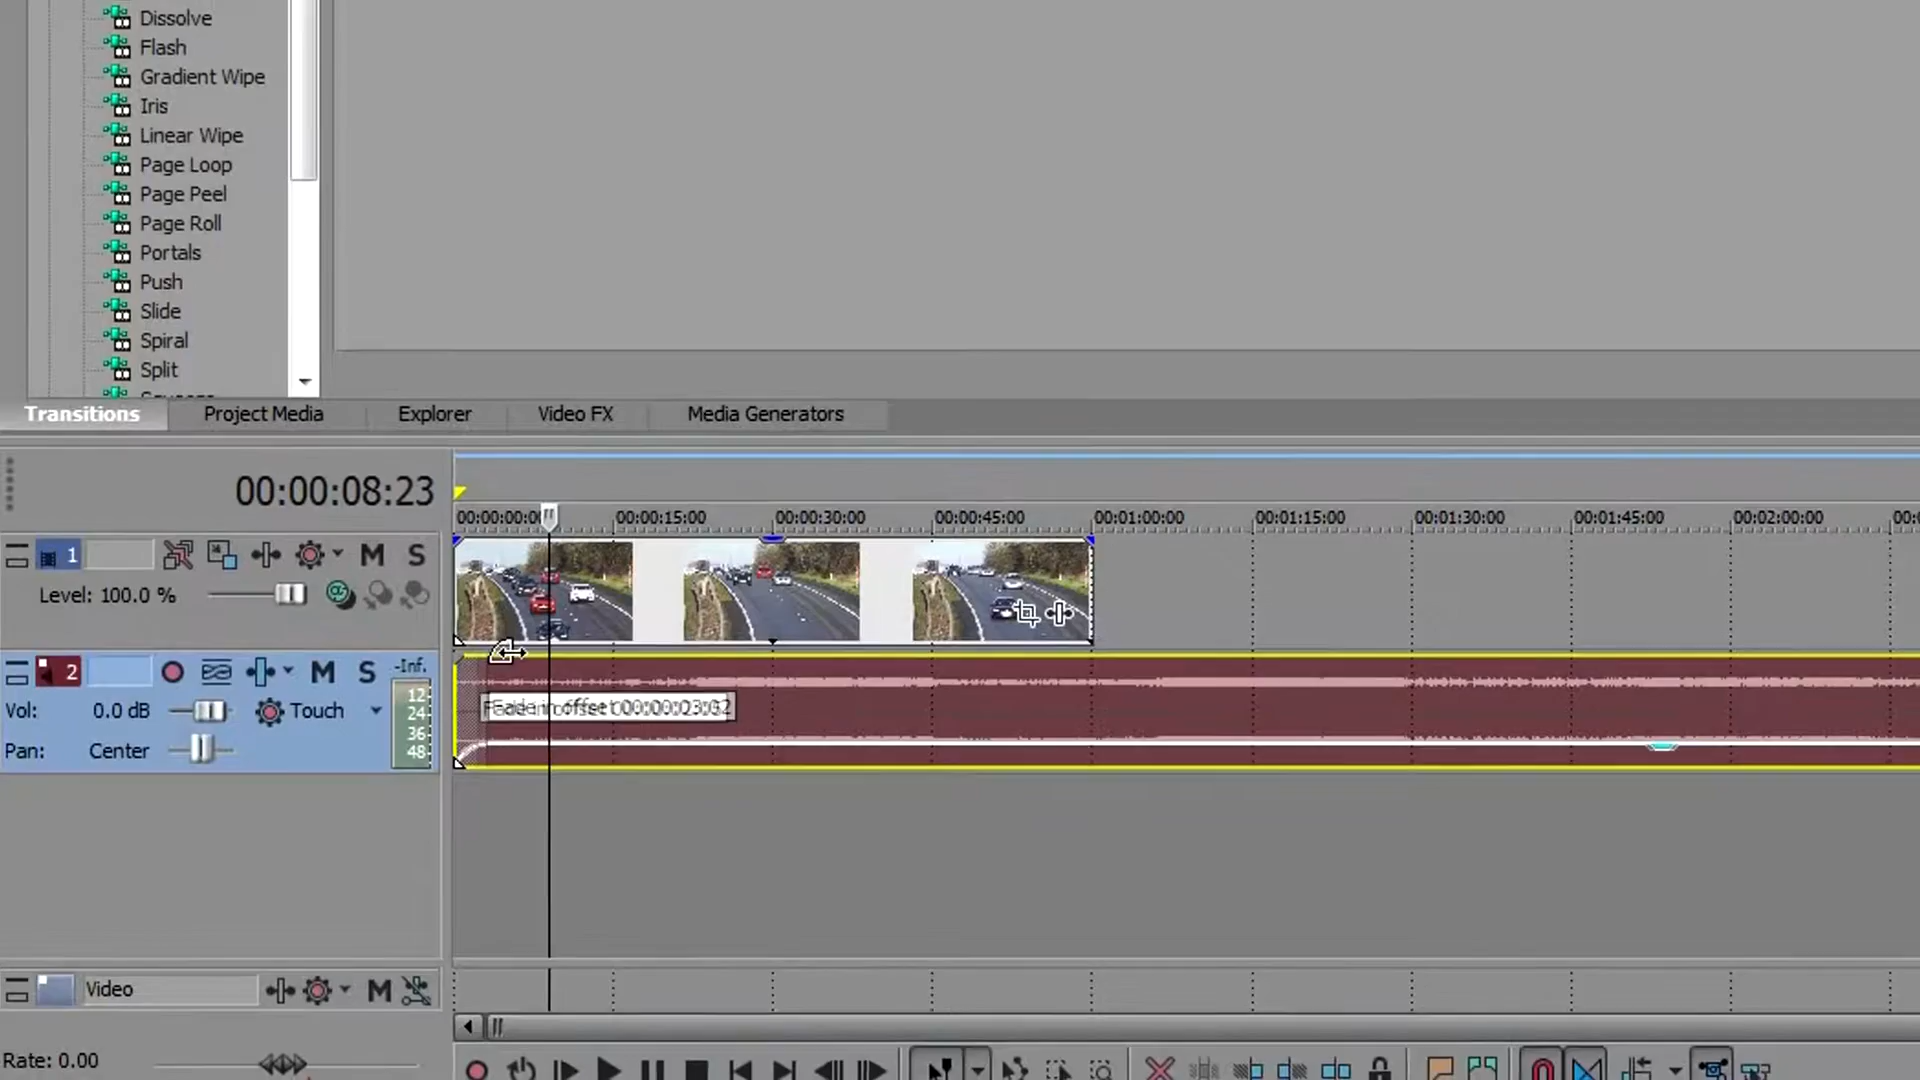 Dissolve
Flash
Gradient Wipe
Iris
Linear Wipe
Page Loop
Page Peel
Page Roll
Portals
Push
Slide
Spiral
Split
Transitions
Project Media
Explorer
Video FX
Media Generators
00:00:08:23
00:00:15:00
00:00:30:00
00:00:45:00
00:01:00:00
00:01:15:00
00:01:30:00
00:01:45:00
00:02:00:00
1
M
S
Level: 100.0 %
2
M
S
-Inf.
12
24
36
48
Vol:
0.0 dB
Touch
Pan:
Center
Fade in offset
Video
M
Rate: 0.00